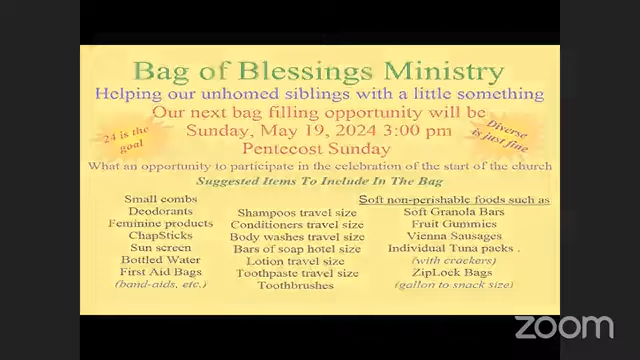 Bag of Blessings Ministry
Helping our unhomed siblings with a little something
Our next bag filling opportunity will be
Sunday, May 19, 2024 3:00 pm
Pentecost Sunday
24 is the
goal
Diverse
is just fine
What an opportunity to participate in the celebration of the start of the church
Suggested Items To Include In The Bag
Small combs
Deodorants
Feminine products
ChapSticks
Sun screen
Bottled Water
First Aid Bags
(band-aids, etc.)
Shampoos travel size
Conditioners travel size
Body washes travel size
Bars of soap hotel size
Lotion travel size
Toothpaste travel size
Toothbrushes
Soft non-perishable foods such as
Soft Granola Bars
Fruit Gummies
Vienna Sausages
Individual Tuna packs .
(with crackers)
ZipLock Bags
(gallon to snack size)
zoom